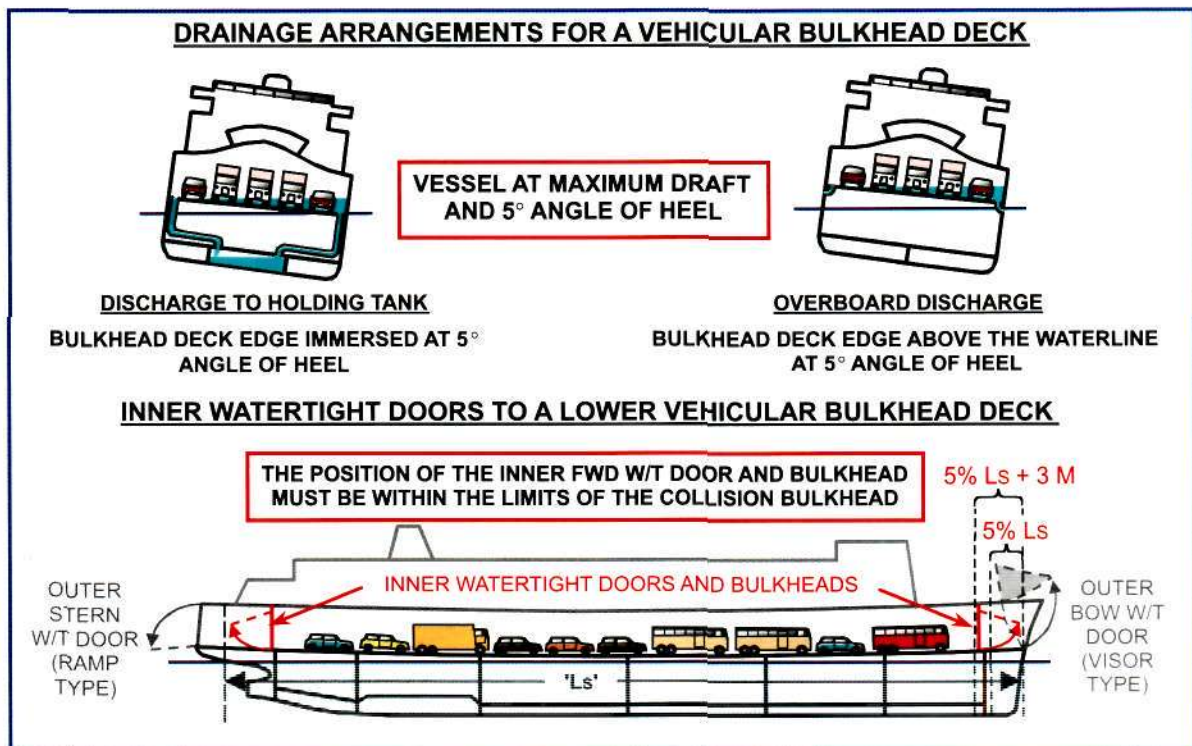 DRAINAGE ARRANGEMENTS FOR A VEHICULAR BULKHEAD DECK
VESSEL AT MAXIMUM DRAFT
AND 5° ANGLE OF HEEL
DISCHARGE TO HOLDING TANK
BULKHEAD DECK EDGE IMMERSED AT 5°
ANGLE OF HEEL
OVERBOARD DISCHARGE
BULKHEAD DECK EDGE ABOVE THE WATERLINE
AT 5° ANGLE OF HEEL
INNER WATERTIGHT DOORS TO A LOWER VEHICULAR BULKHEAD DECK
THE POSITION OF THE INNER FWD W/T DOOR AND BULKHEAD
MUST BE WITHIN THE LIMITS OF THE COLLISION BULKHEAD
5% Ls + 3 M
5% Ls
INNER WATERTIGHT DOORS AND BULKHEADS
OUTER
STERN
W/T DOOR
(RAMP
TYPE)
OUTER
BOW W/T
DOOR
(VISOR
TYPE)
'Ls'